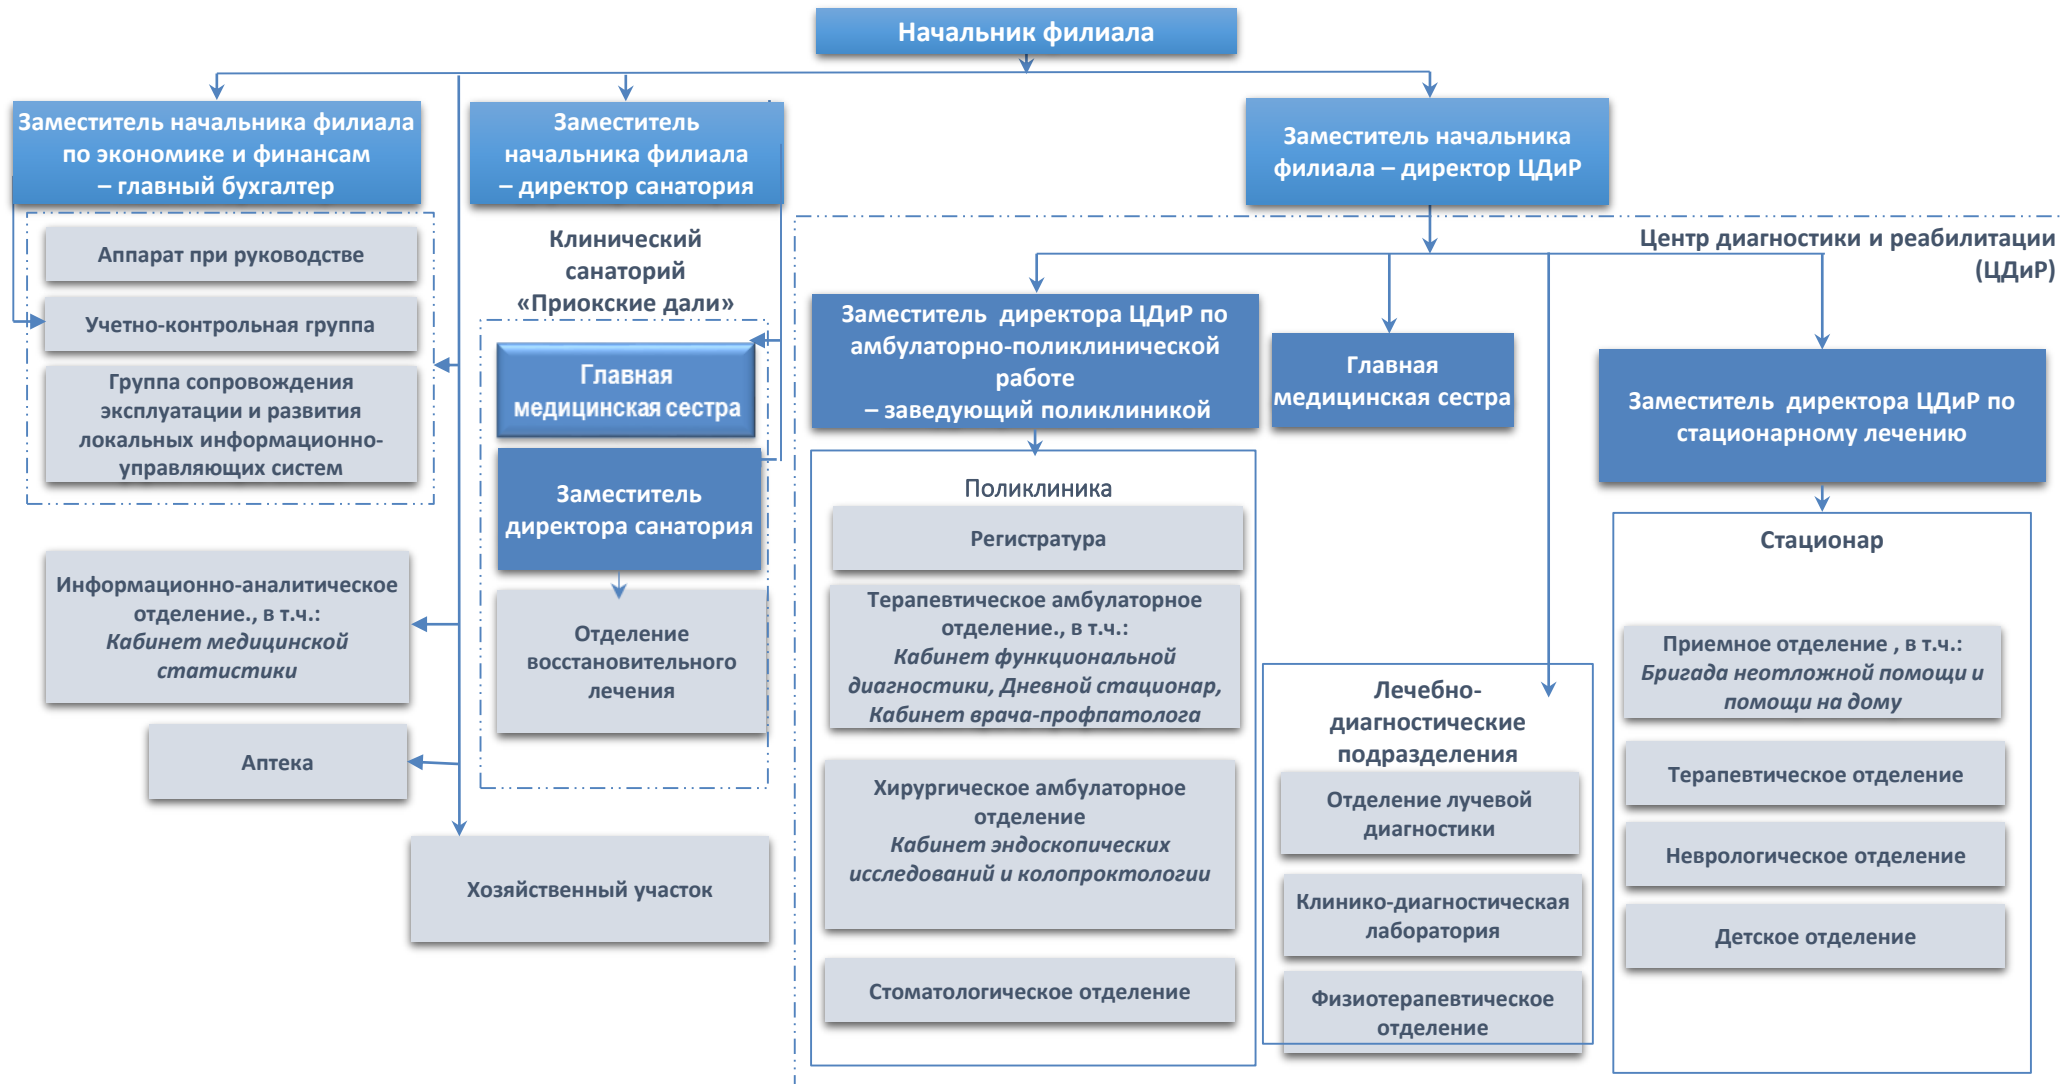 Начальник филиала
Заместитель начальника филиала
по экономике и финансам
– главный бухгалтер
Заместитель
начальника филиала
– директор санатория
Заместитель начальника
филиала – директор ЦДиР
Аппарат при руководстве
Учетно-контрольная группа
Группа сопровождения
эксплуатации и развития
локальных информационно-
управляющих систем
Информационно-аналитическое
отделение., в т.ч.:
Кабинет медицинской
статистики
Аптека
Хозяйственный участок
Клинический
санаторий
«Приокские дали»
Главная
медицинская сестра
Заместитель
директора санатория
Отделение
восстановительного
лечения
Центр диагностики и реабилитации
(ЦДиР)
Заместитель директора ЦДиР по
амбулаторно-поликлинической
работе
– заведующий поликлиникой
Поликлиника
Регистратура
Терапевтическое амбулаторное
отделение., в т.ч.:
Кабинет функциональной
диагностики, Дневной стационар,
Кабинет врача-профпатолога
Хирургическое амбулаторное
отделение
Кабинет эндоскопических
исследований и колопроктологии
Стоматологическое отделение
Главная
медицинская сестра
Лечебно-
диагностические
подразделения
Отделение лучевой
диагностики
Клинико-диагностическая
лаборатория
Физиотерапевтическое
отделение
Заместитель директора ЦДиР по
стационарному лечению
Стационар
Приемное отделение , в т.ч.:
Бригада неотложной помощи и
помощи на дому
Терапевтическое отделение
Неврологическое отделение
Детское отделение